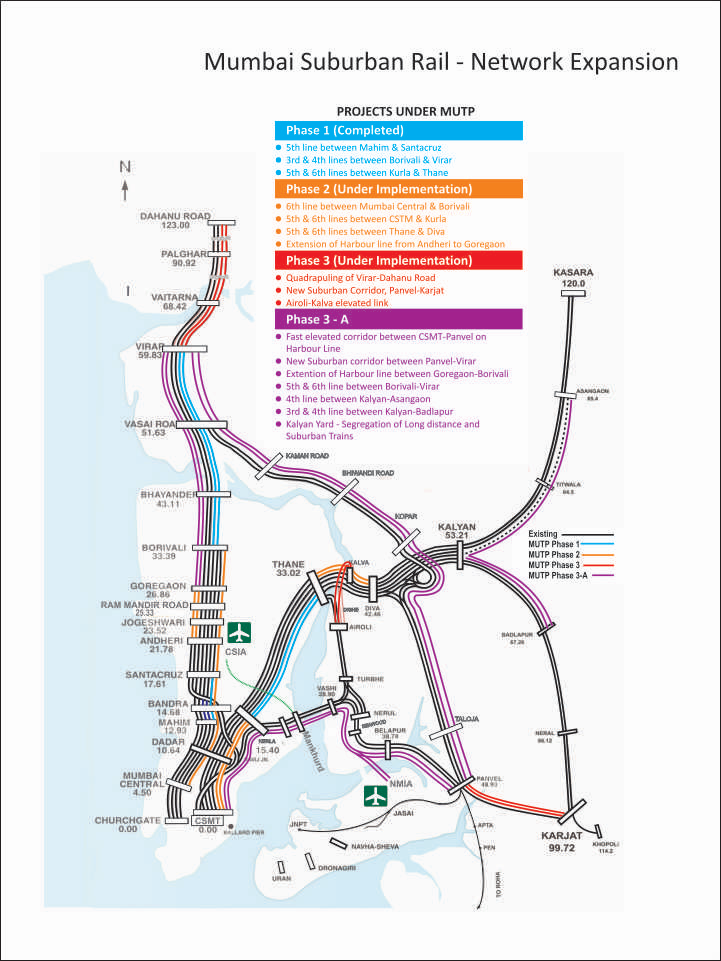 Mumbai Suburban Rail - Network Expansion
PROJECTS UNDER MUTP
Phase 1 (Completed)
5th line between Mahim & Santacruz
3rd & 4th lines between Borivali & Virar
5th & 6th lines between Kurla & Thane
Phase 2 (Under Implementation)
6th line between Mumbai Central & Borivali
5th & 6th lines between CSTM & Kurla
5th & 6th lines between Thane & Diva
Extension of Harbour line from Andheri to Goregaon
Phase 3 (Under Implementation)
Quadrapuling of Virar-Dahanu Road
New Suburban Corridor, Panvel-Karjat
Airoli-Kalva elevated link
Phase 3 - A
Fast elevated corridor between CSMT-Panvel on
Harbour Line
New Suburban corridor between Panvel-Virar
Extention of Harbour line between Goregaon-Borivali
5th & 6th line between Borivali-Virar
4th line between Kalyan-Asangaon
3rd & 4th line between Kalyan-Badlapur
Kalyan Yard - Segregation of Long distance and
Suburban Trains
N
DAHANU ROAD
123.00
PALGHAR
90.92
VAITARNA
68.42
VIRAR
59.83
VASAI ROA
51.63
BHAYANDER
43.11
BORIVALI
33.39
GOREGAON
26.86
RAM MANDIR ROAD
25.33
JOGESHWARI
23.52
ANDHERI
21.78
SANTACRUZ
17.61
BANDRA
14.68
MAHIM
12.93
DADAR
10.64
MUMBAI
CENTRAL
4.50
CHURCHGATE
0.00
CSMT
0.00
BALLARD PIER
CSIA
KASARA
120.0
ASANGAON
TITWALA
64.5
KAMAN ROAD
BHIWANDI ROAD
KOPAR
KALYAN
53.21
Existing
MUTP Phase 1
MUTP Phase 2
MUTP Phase 3
MUTP Phase 3-A
THANE
33.02
KALVA
DIVA
42.46
AIROLI
BADLAPUR
67.26
TURBHE
VASHI
28.90
NERUL
BELAPUR
38.78
TALOJA
NERAL
86.12
15.40
Mankhurd
NMIA
PANVEL
48.93
JASAI
JNPT
APTA
PEN
KARJAT
99.72
KHOPOLI
114.2
NAVHA-SHEVA
DRONAGIRI
URAN
TO ROHA